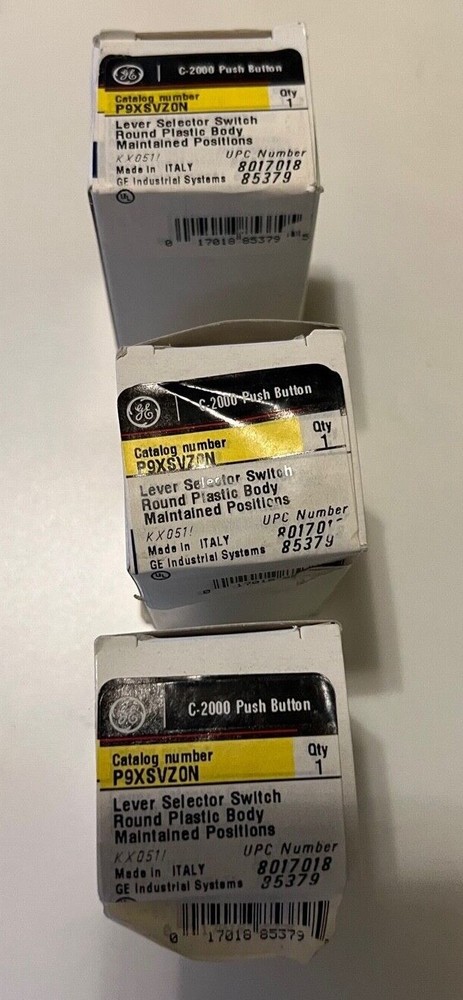 C-2000 Push Button
Catalog number
Qty
P9XSVZ0N
1
Lever Selector Switch
Round Plastic Body
Maintained Positions
KX051!
UPC Number
Made in ITALY
8017018
GE Industrial Systems
85379
0 17018 85379 5
C-2000 Push Button
Catalog number
Qty
P9XSVZ0N
1
Lever Selector Switch
Round Plastic Body
Maintained Positions
KX051!
UPC Number
Made in ITALY
GE Industrial Systems
85379
C-2000 Push Button
Catalog number
Qty
P9XSVZ0N
1
Lever Selector Switch
Round Plastic Body
Maintained Positions
KX051!
UPC Number
Made in ITALY
8017018
GE Industrial Systems
85379
0 17018 85379